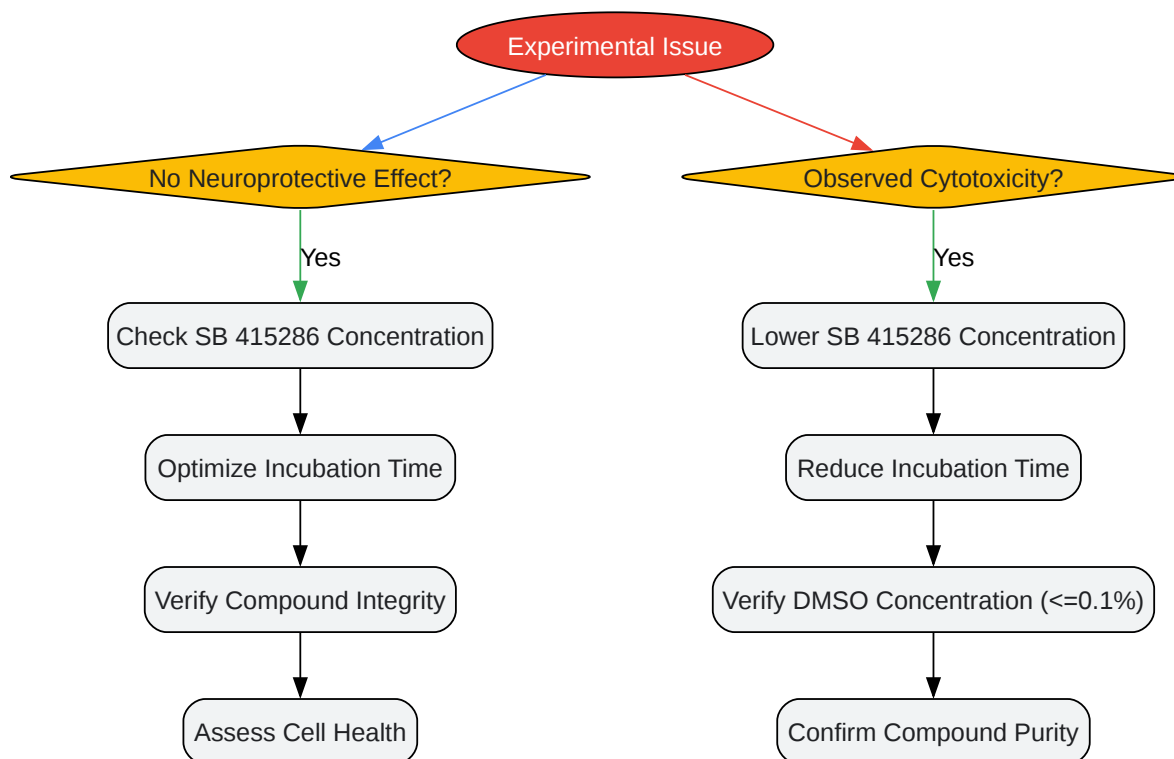 Experimental Issue
No Neuroprotective Effect?
Observed Cytotoxicity?
Yes
Yes
Check SB 415286 Concentration
Lower SB 415286 Concentration
Optimize Incubation Time
Reduce Incubation Time
Verify Compound Integrity
Verify DMSO Concentration (<=0.1%)
Assess Cell Health
Confirm Compound Purity